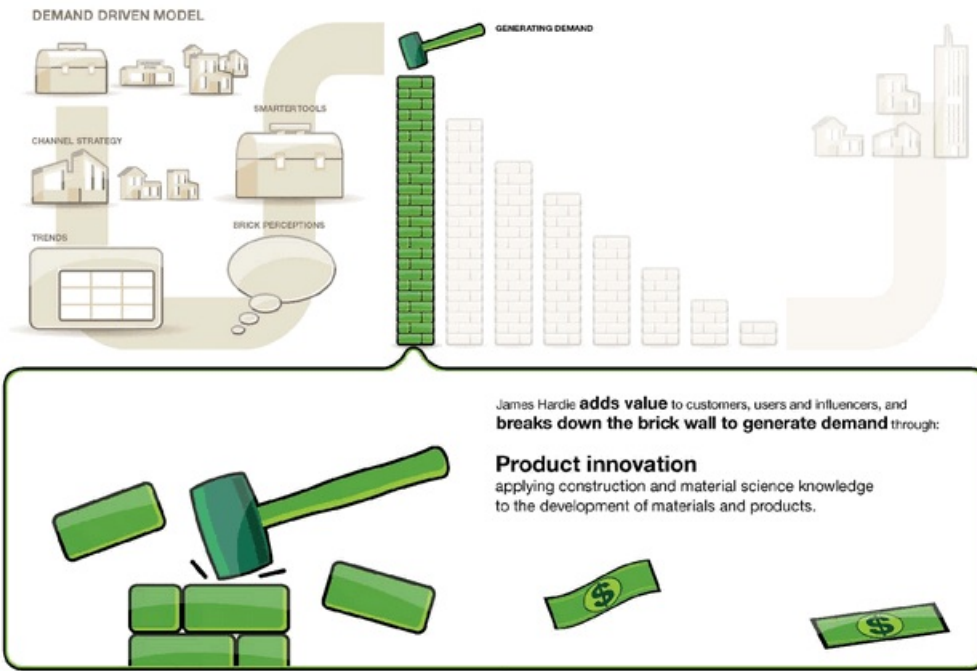 DEMAND DRIVEN MODEL
GENERATING DEMAND
SMARTER TOOLS
CHANNEL STRATEGY
BRICK PERCEPTIONS
TRENDS
James Hardie adds value to customers, users and influencers, and
breaks down the brick wall to generate demand through:
Product innovation
applying construction and material science knowledge
to the development of materials and products.
$
$